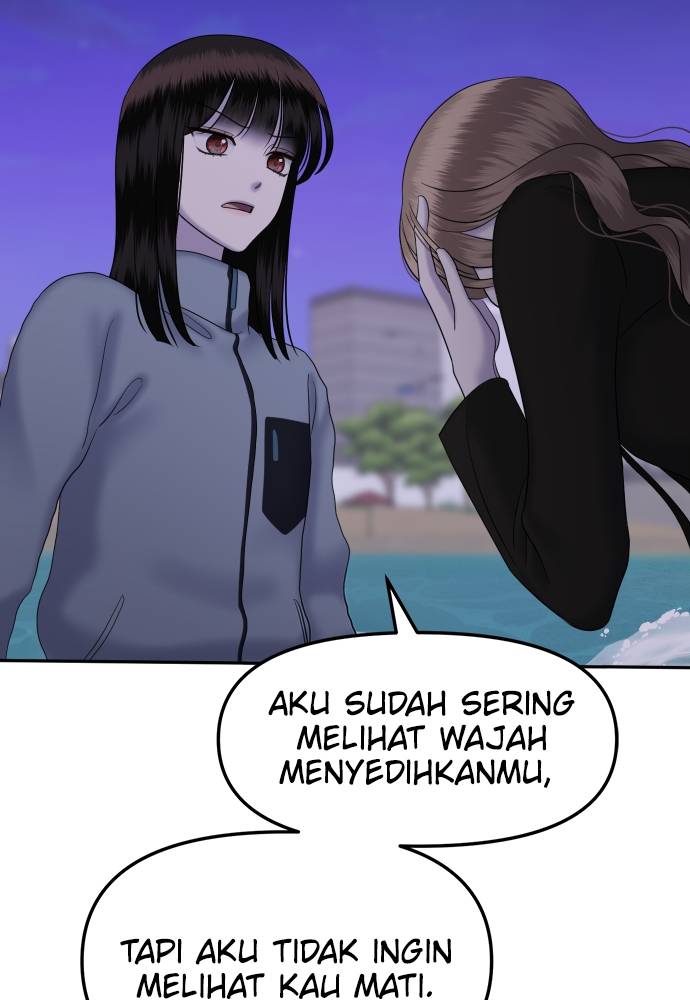 AKU SUDAH SERING
MELIHAT WAJAH
MENYEDIHKANMU,
TAPI AKU TIDAK INGIN
MELIHAT KAU MATI.